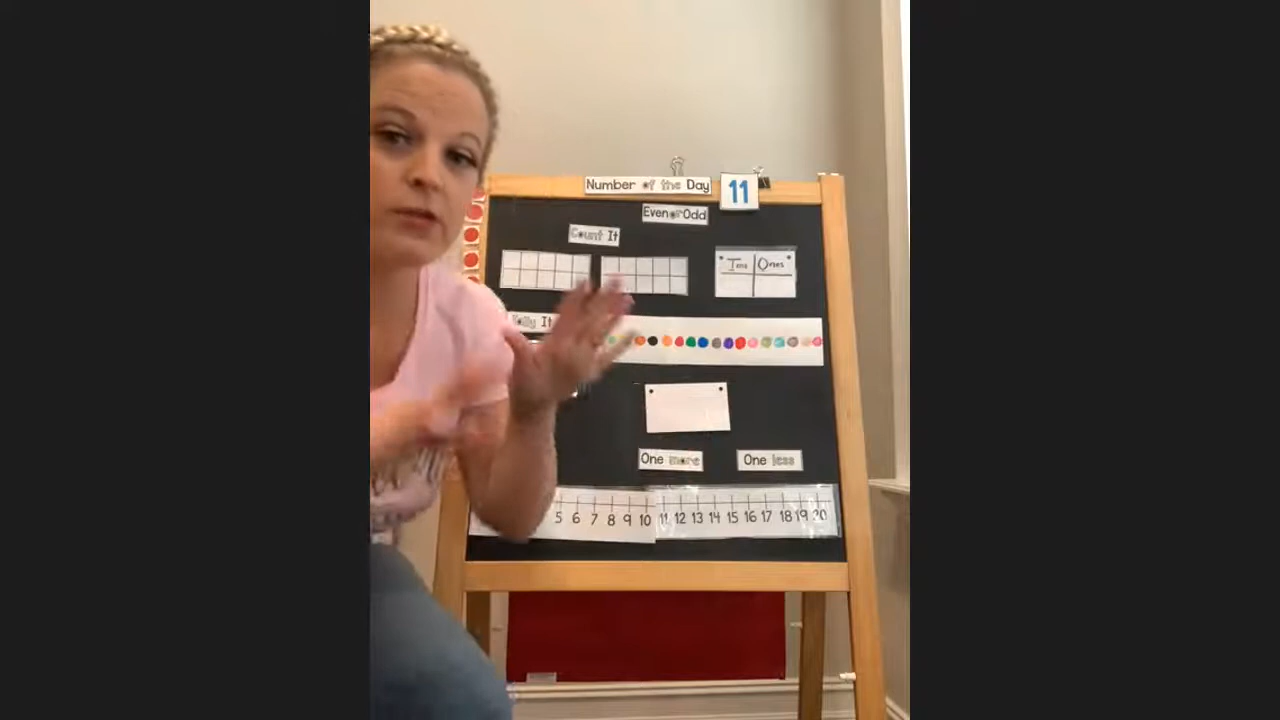 Number of the Day
11
Even or Odd
Count It
Tens Ones
Tally It
One more
One less
5 6 7 8 9 10 11 12 13 14 15 16 17 18 19 20